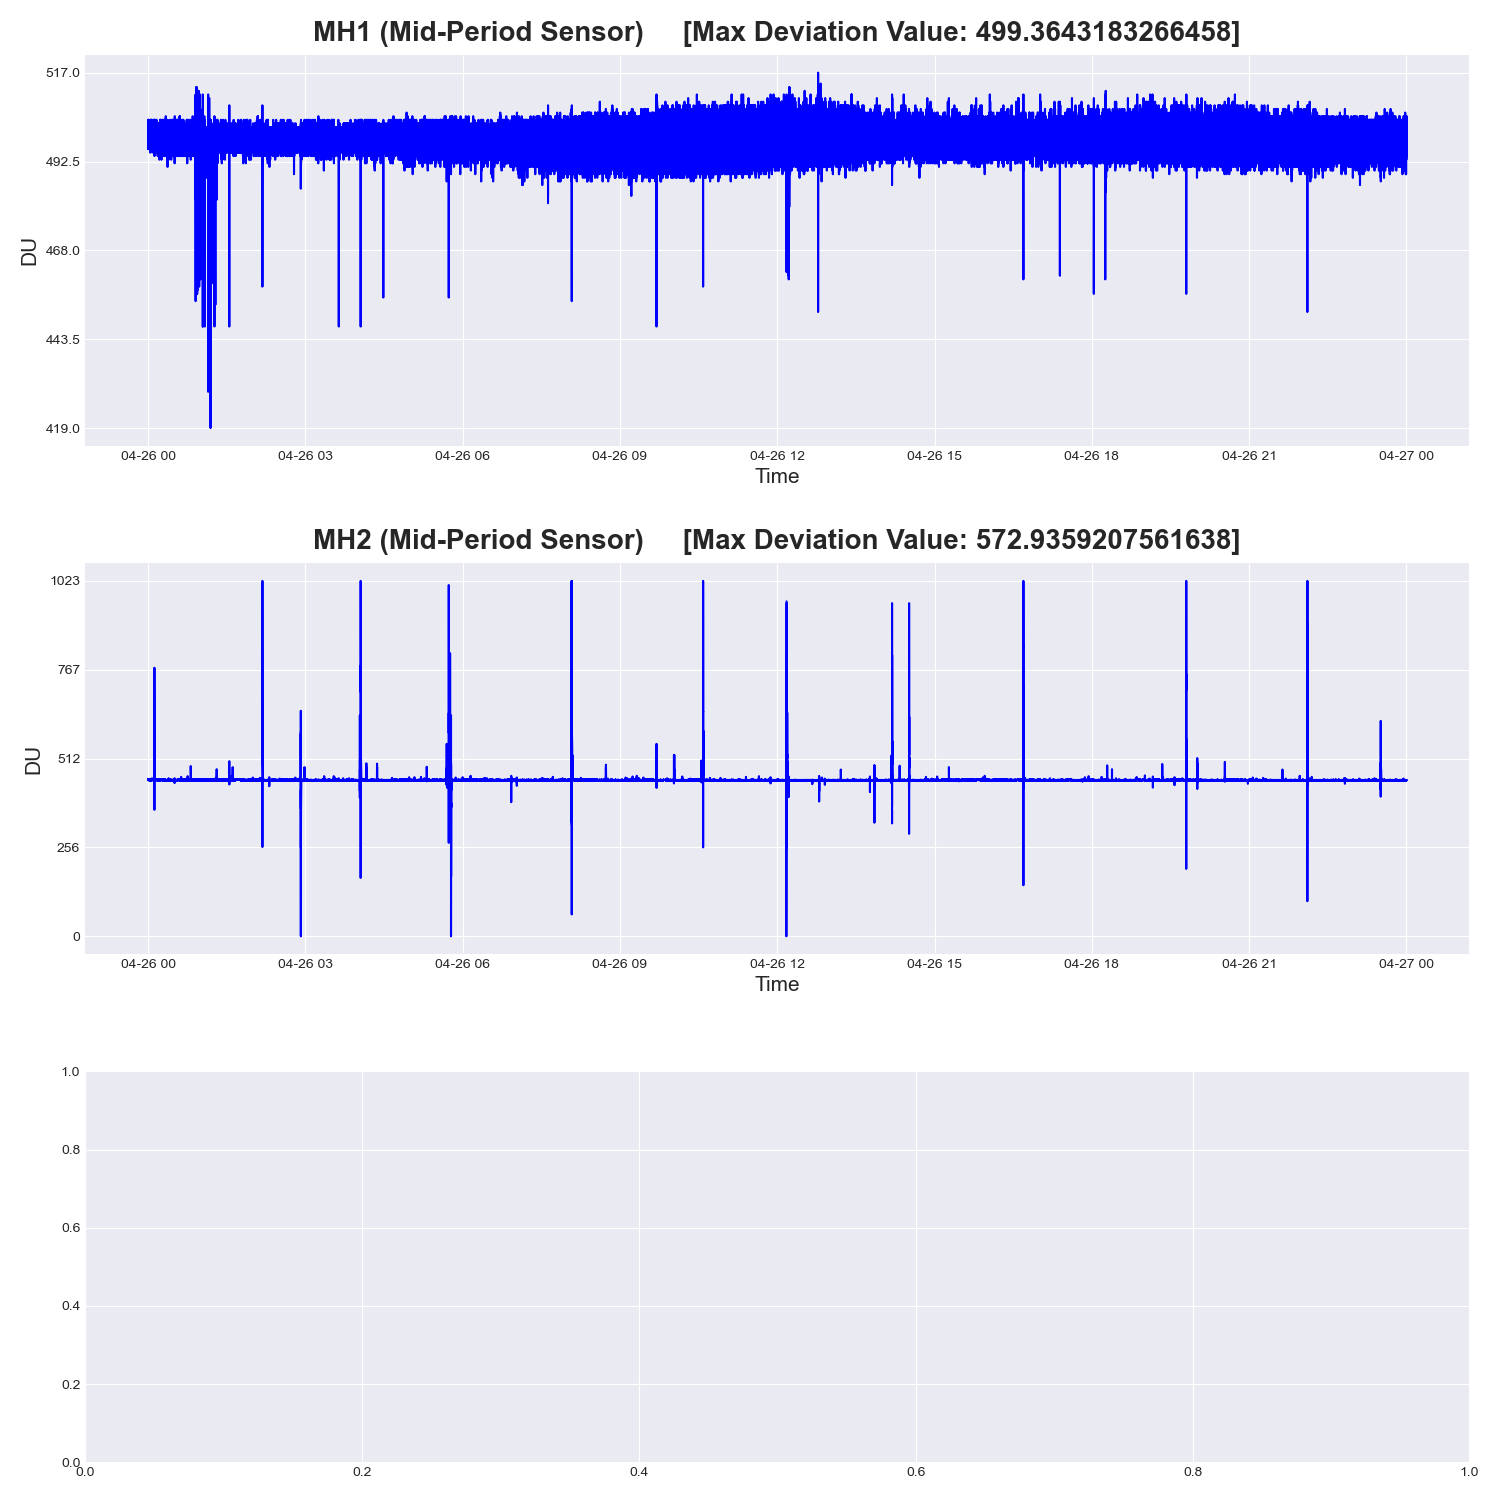 MH1 (Mid-Period Sensor) [Max Deviation Value: 499.3643183266458]
517.0
492.5
468.0
443.5
419.0
DU
04-26 00 04-26 03 04-26 06 04-26 09 04-26 12 04-26 15 04-26 18 04-26 21 04-27 00
Time
MH2 (Mid-Period Sensor) [Max Deviation Value: 572.9359207561638]
1023
767
512
256
0
DU
04-26 00 04-26 03 04-26 06 04-26 09 04-26 12 04-26 15 04-26 18 04-26 21 04-27 00
Time
1.0
0.8
0.6
0.4
0.2
0.0
0.0 0.2 0.4 0.6 0.8 1.0